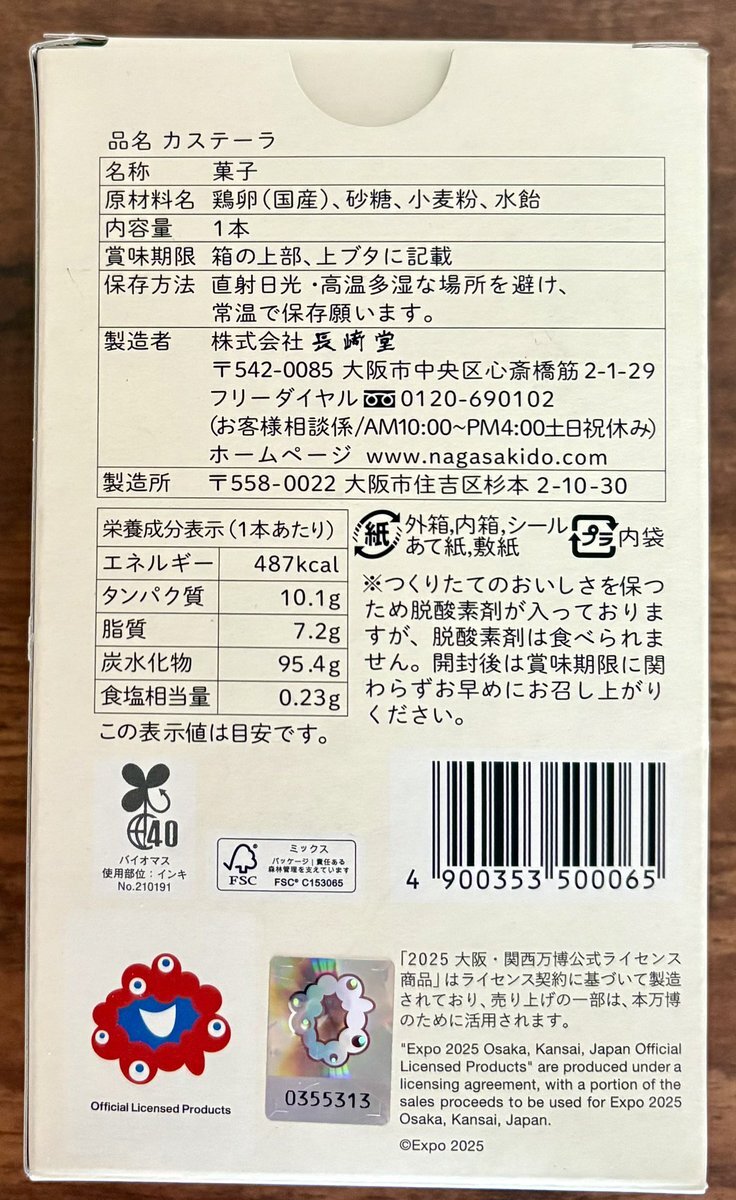 品名 カステーラ
名称 菓子
原材料名 鶏卵(国産)、砂糖、小麦粉、水飴
内容量 1本
賞味期限 箱の上部、上ブタに記載
保存方法 直射日光・高温多湿な場所を避け、
常温で保存願います。
製造者 株式会社 長﨑堂
〒542-0085 大阪市中央区心斎橋筋2-1-29
フリーダイヤル 0120-690102
(お客様相談係/AM10:00~PM4:00土日祝休み)
ホームページ www.nagasakido.com
製造所 〒558-0022 大阪市住吉区杉本 2-10-30
栄養成分表示(1本あたり)
エネルギー 487kcal
タンパク質 10.1g
脂質 7.2g
炭水化物 95.4g
食塩相当量 0.23g
この表示値は目安です。
紙 外箱,内箱,シール
あて紙,敷紙
プラ 内袋
※つくりたてのおいしさを保つ
ため脱酸素剤が入っておりま
すが、脱酸素剤は食べられま
せん。開封後は賞味期限に関
わらずお早めにお召し上がり
ください。
40
バイオマス
使用部位:インキ
No.210191
FSC
ミックス
パッケージ|責任ある
森林管理を支えています
FSC® C153065
4 900353 500065
Official Licensed Products
0355313
「2025 大阪・関西万博公式ライセンス
商品」はライセンス契約に基づいて製造
されており、売り上げの一部は、本万博
のために活用されます。
"Expo 2025 Osaka, Kansai, Japan Official
Licensed Products" are produced under a
licensing agreement, with a portion of the
sales proceeds to be used for Expo 2025
Osaka, Kansai, Japan.
©Expo 2025